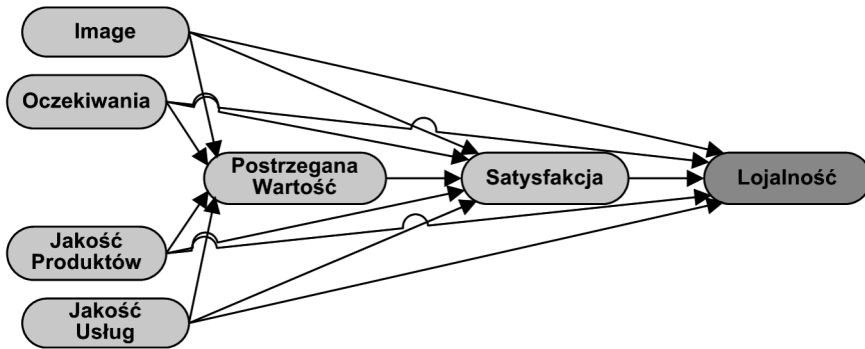 Image
Oczekiwania
Postrzegana
Wartość
Satysfakcja
Lojalność
Jakość
Produktów
Jakość
Usług